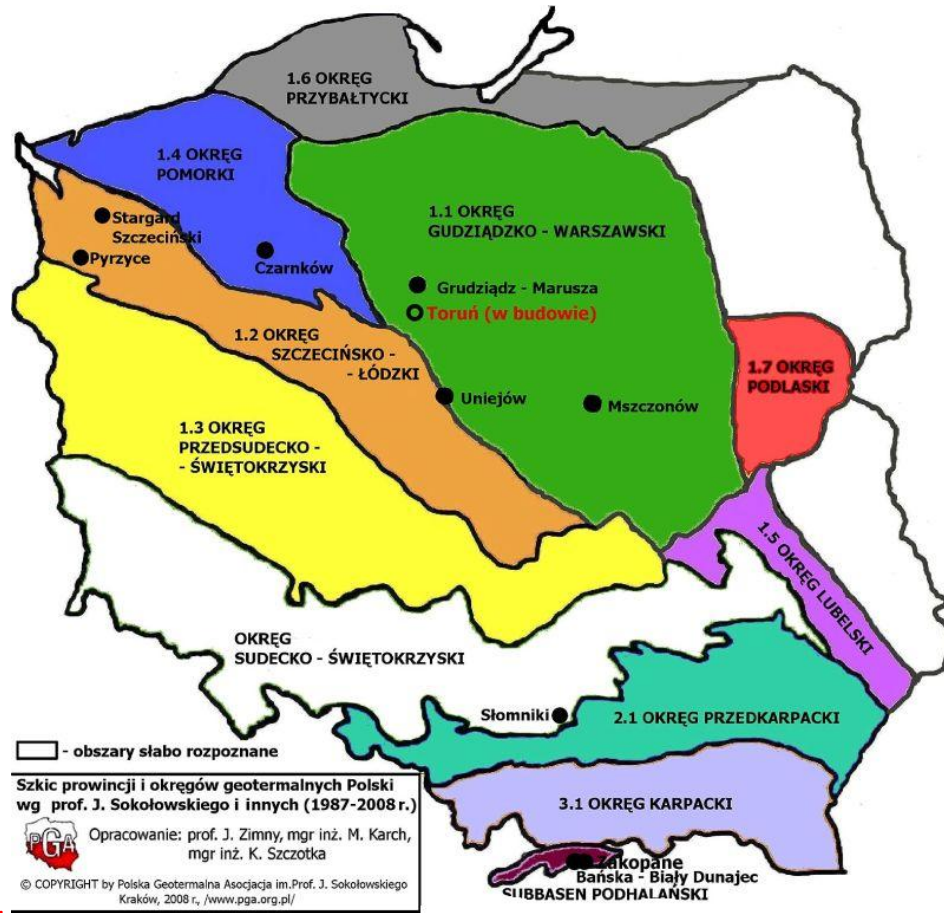 1.6 OKRĘG
PRZYBAŁTYCKI
1.4 OKRĘG
POMORKI
1.1 OKRĘG
GUDZIĄDZKO - WARSZAWSKI
Stargard
Szczeciński
Pyrzyce
Czarnków
Grudziądz - Marusza
Toruń (w budowie)
1.2 OKRĘG
SZCZECIŃSKO -
- ŁÓDZKI
1.7 OKRĘG
PODLASKI
Uniejów
Mszczonów
1.3 OKRĘG
PRZEDSUDECKO -
- ŚWIĘTOKRZYSKI
1.5 OKRĘG LUBELSKI
OKRĘG
SUDECKO - ŚWIĘTOKRZYSKI
Słomniki
2.1 OKRĘG PRZEDKARPACKI
- obszary słabo rozpoznane
3.1 OKRĘG KARPACKI
Zakopane
Bańska - Biały Dunajec
SUBBASEN PODHALAŃSKI
Szkic prowincji i okręgów geotermalnych Polski
wg prof. J. Sokołowskiego i innych (1987-2008 r.)
PGA
Opracowanie: prof. J. Zimny, mgr inż. M. Karch,
mgr inż. K. Szczotka
© COPYRIGHT by Polska Geotermalna Asocjacja im.Prof. J. Sokołowskiego
Kraków, 2008 r., /www.pga.org.pl/